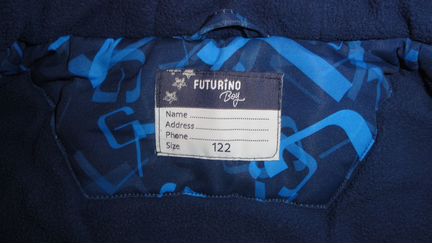 FUTURiNO
Boy
Name ........................
Address ........................
Phone ........................
Size 122